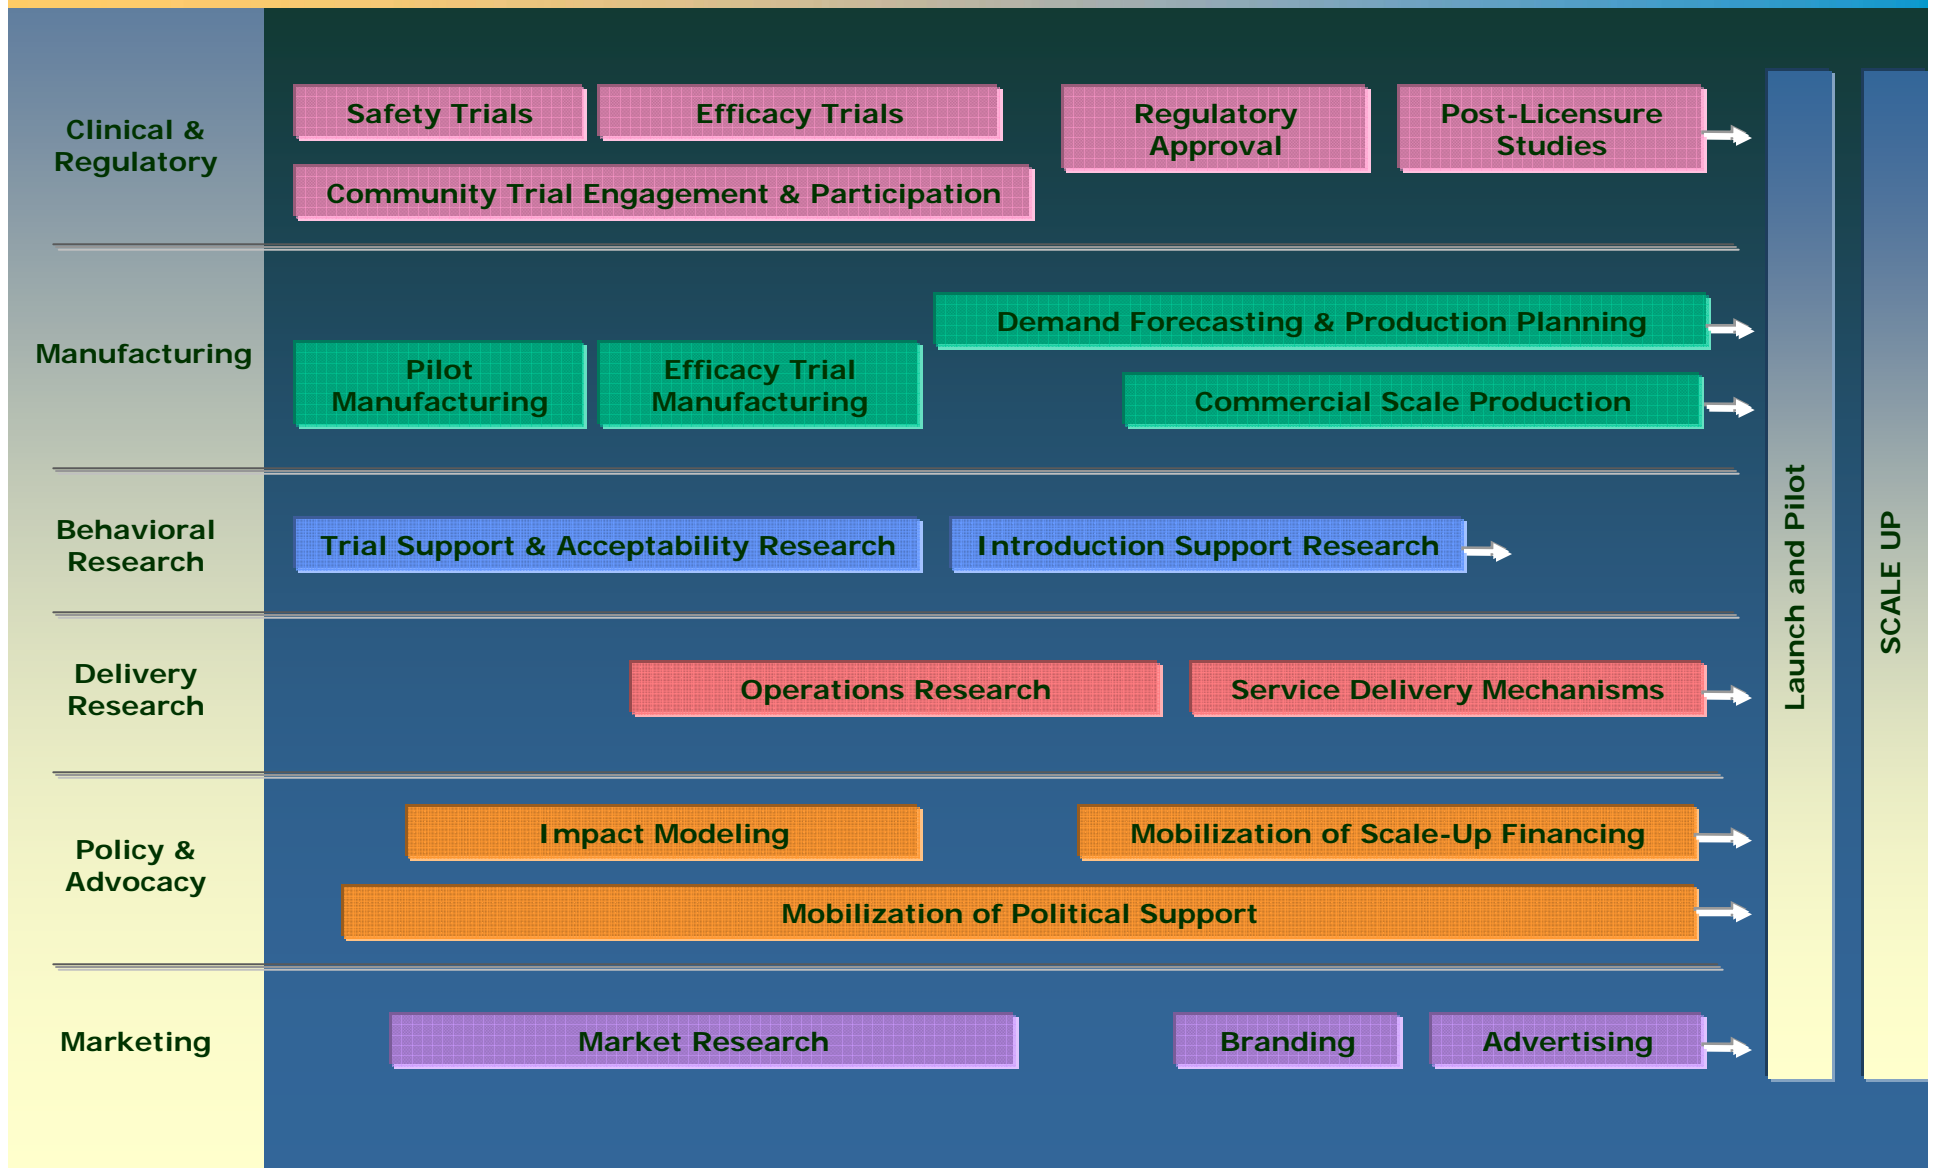 Clinical &
Regulatory
Safety Trials
Efficacy Trials
Regulatory
Approval
Post-Licensure
Studies
Community Trial Engagement & Participation
Manufacturing
Demand Forecasting & Production Planning
Pilot
Manufacturing
Efficacy Trial
Manufacturing
Commercial Scale Production
Behavioral
Research
Trial Support & Acceptability Research
Introduction Support Research
Delivery
Research
Operations Research
Service Delivery Mechanisms
Policy &
Advocacy
Impact Modeling
Mobilization of Scale-Up Financing
Mobilization of Political Support
Marketing
Market Research
Branding
Advertising
Launch and Pilot
SCALE UP